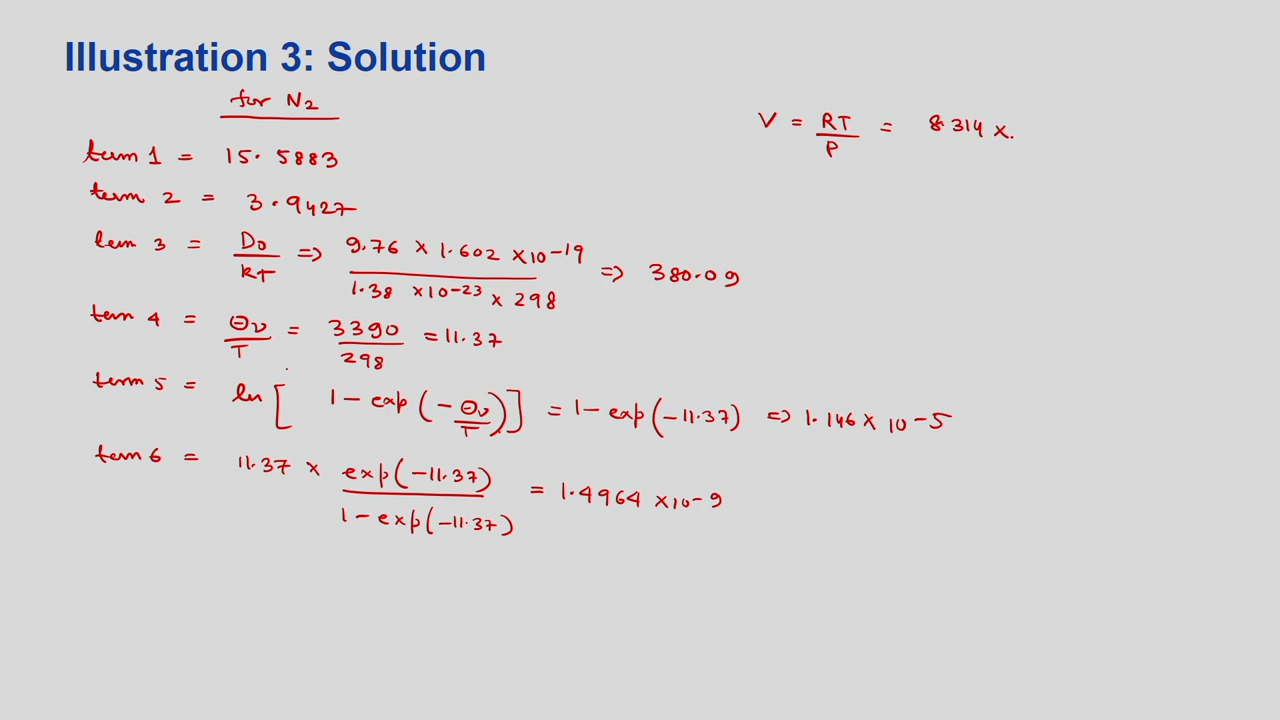 Illustration 3: Solution
for N2
V = RT/P = 8.314 x.
term 1 = 15.5883
term 2 = 3.9427
term 3 = D0/kT => 9.76 x 1.602 x10-19 / 1.38 x10-23 x 298 => 380.09
term 4 = Θν/T = 3390/298 = 11.37
term 5 = ln[ 1 - exp(-Θν/T)] = 1 - exp(-11.37) => 1.146 x 10-5
term 6 = 11.37 x exp(-11.37) / 1 - exp(-11.37) = 1.4964 x10-9